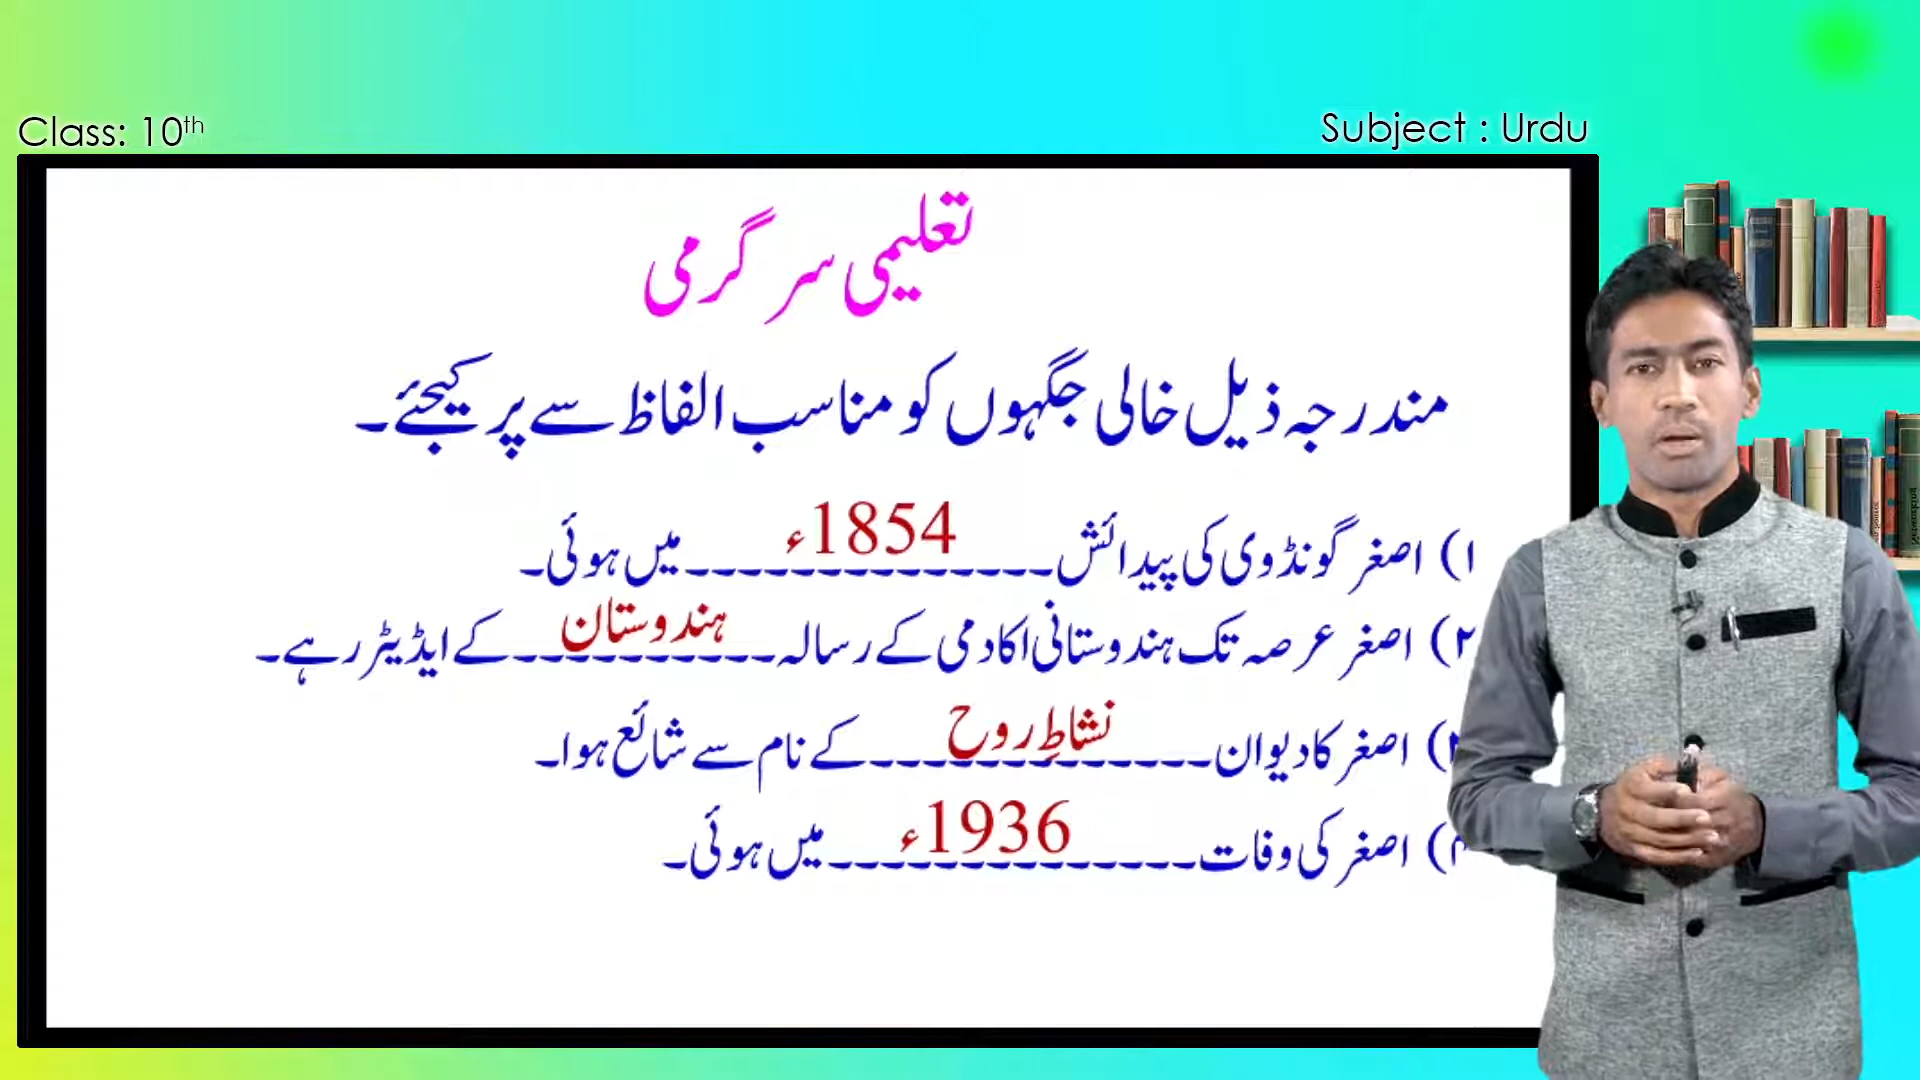 Class: 10th
Subject : Urdu
تعلیمی سر گرمی
مندرجہ ذیل خالی جگہوں کو مناسب الفاظ سے پر کیجئے۔
۱) اصغر گونڈوی کی پیدائش--------------1854ء میں ہوئی۔
۲) اصغر عرصہ تک ہندوستانی اکادمی کے رسالہ----------ہندوستان کے ایڈیٹر رہے۔
) اصغر کا دیوان-------------نشاطِ روح کے نام سے شائع ہوا۔
) اصغر کی وفات--------------1936ء میں ہوئی۔